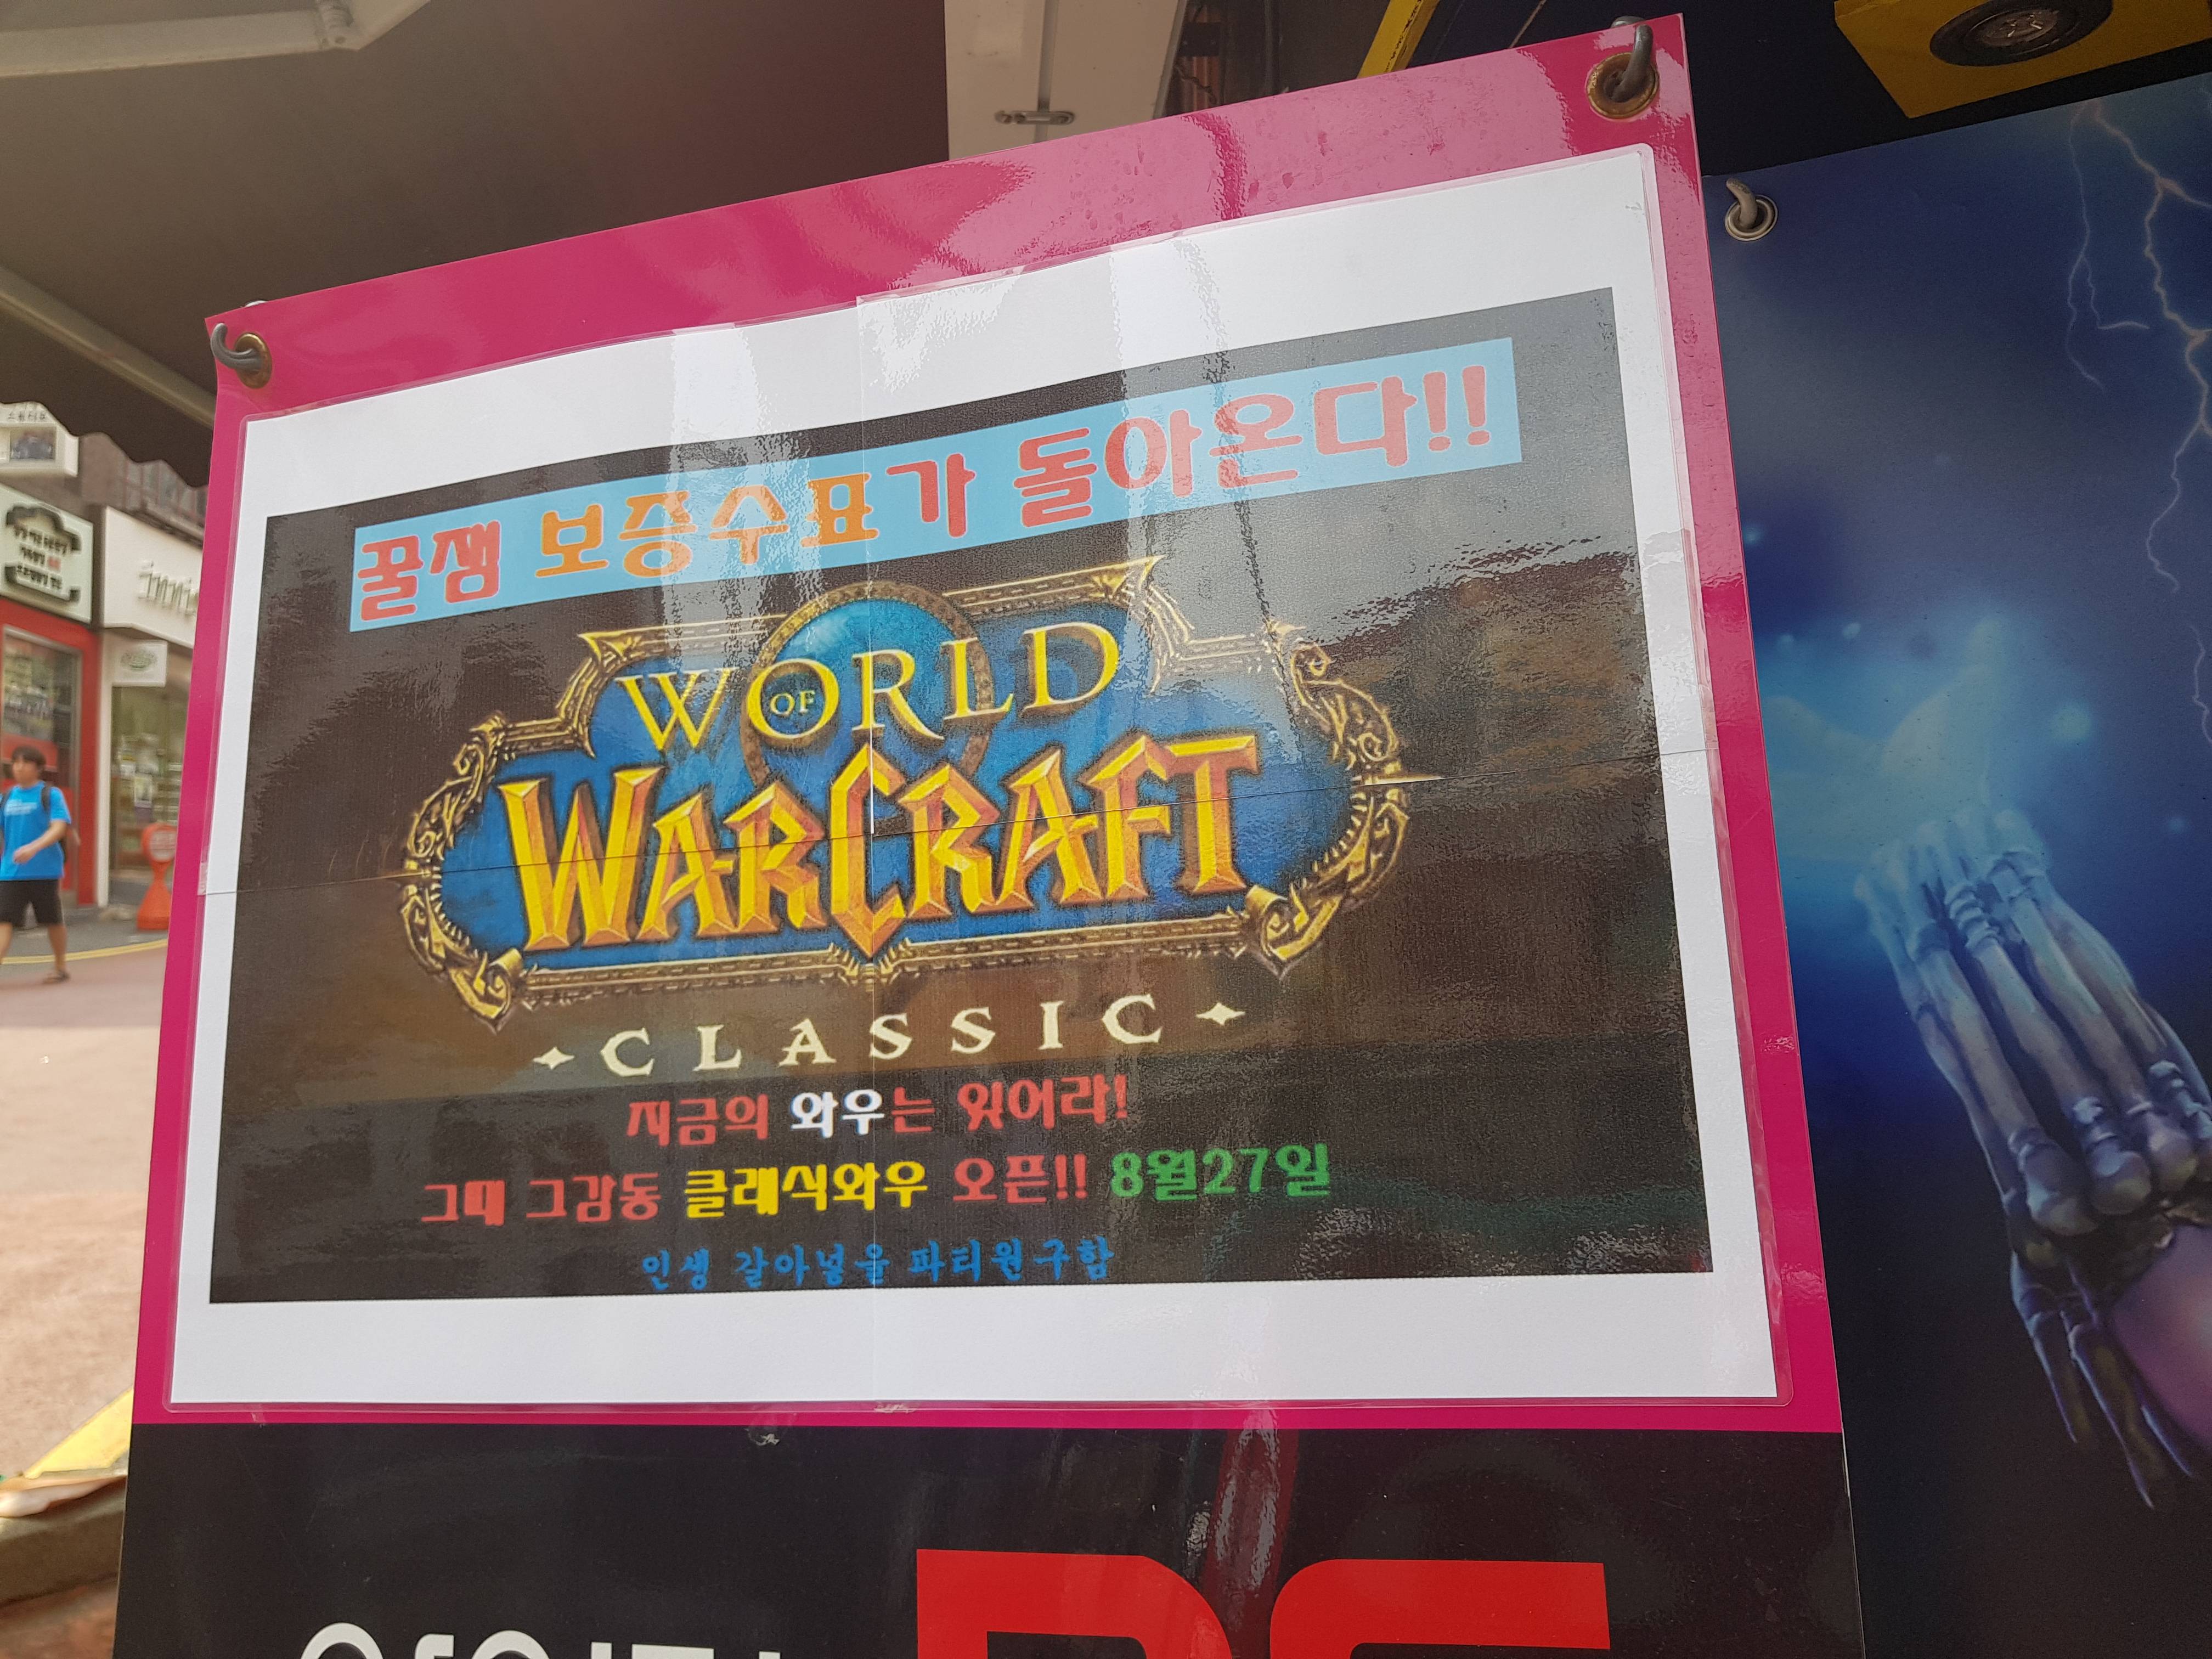 꿀잼 보증수표가 돌아온다!!
WORLD
OF
WARCRAFT
CLASSIC
지금의 와우는 잊어라!
그때 그감동 클래식와우 오픈!! 8월27일
인생 갈아넣을 파티원구함